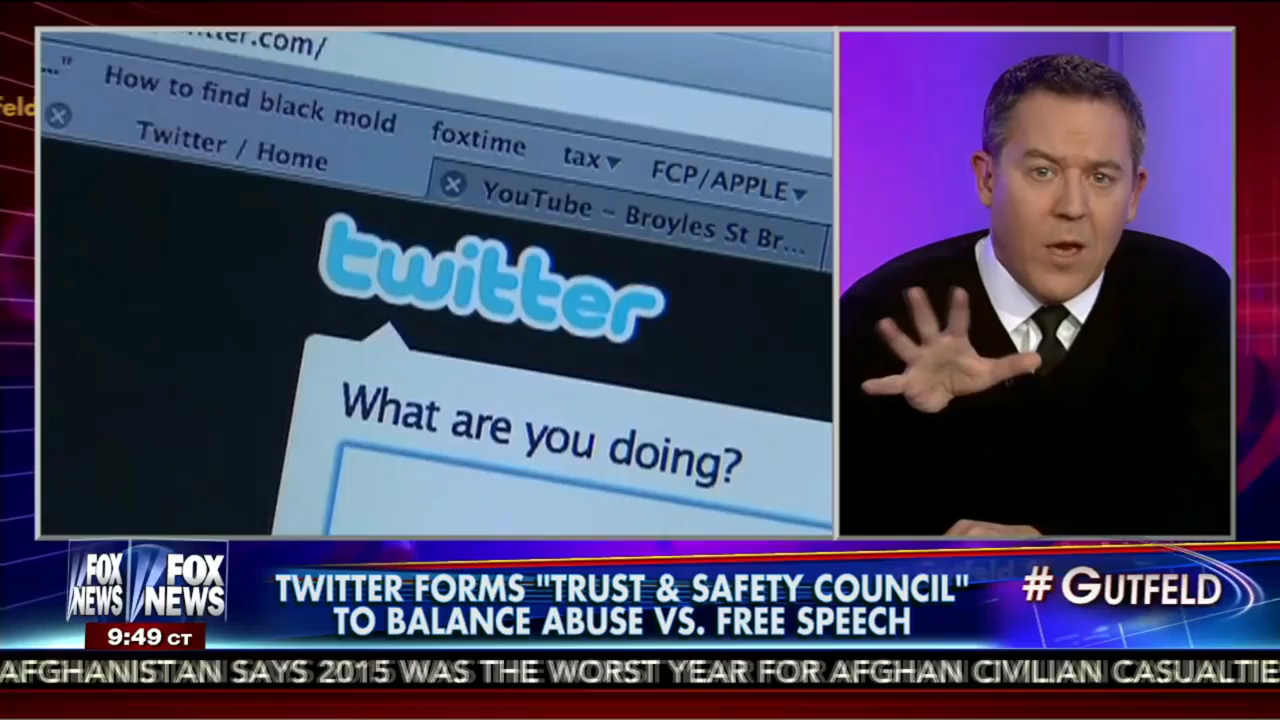 tter.com/
..."
How to find black mold
foxtime
tax▾
FCP/APPLE▾
Twitter / Home
YouTube – Broyles St Br...
twitter
What are you doing?
feld
FOX NEWS
FOX NEWS
9:49 CT
TWITTER FORMS "TRUST & SAFETY COUNCIL"
TO BALANCE ABUSE VS. FREE SPEECH
# GUTFELD
AFGHANISTAN SAYS 2015 WAS THE WORST YEAR FOR AFGHAN CIVILIAN CASUALTIE